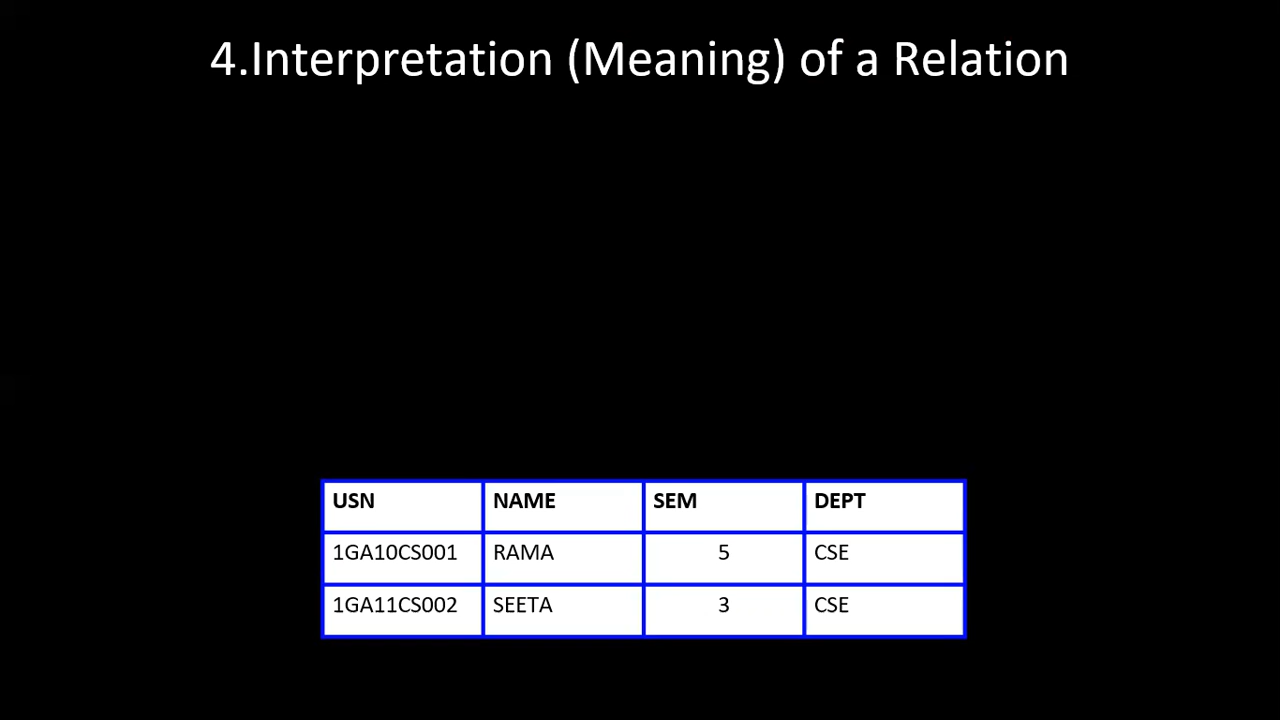 4.Interpretation (Meaning) of a Relation
USN NAME SEM DEPT
1GA10CS001 RAMA 5 CSE
1GA11CS002 SEETA 3 CSE